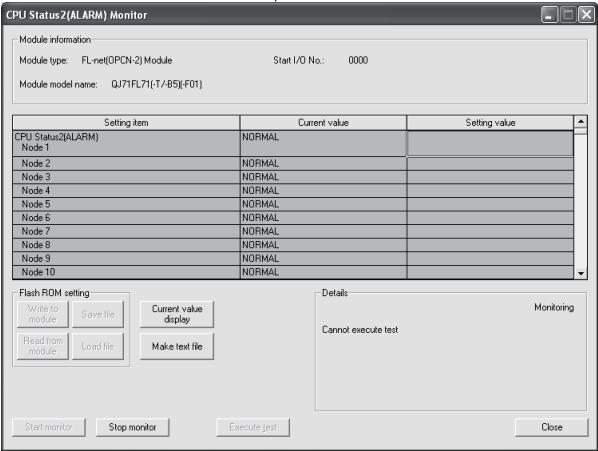 CPU Status2(ALARM) Monitor
Module information
Module type: FL-net(OPCN-2) Module Start I/O No.: 0000
Module model name: QJ71FL71(-T/-B5)(-F01)
Setting item Current value Setting value
CPU Status2(ALARM) NORMAL
Node 1
Node 2 NORMAL
Node 3 NORMAL
Node 4 NORMAL
Node 5 NORMAL
Node 6 NORMAL
Node 7 NORMAL
Node 8 NORMAL
Node 9 NORMAL
Node 10 NORMAL
Flash ROM setting
Write to module Save file
Read from module Load file
Current value display
Make text file
Details
Monitoring
Cannot execute test
Start monitor Stop monitor Execute test Close